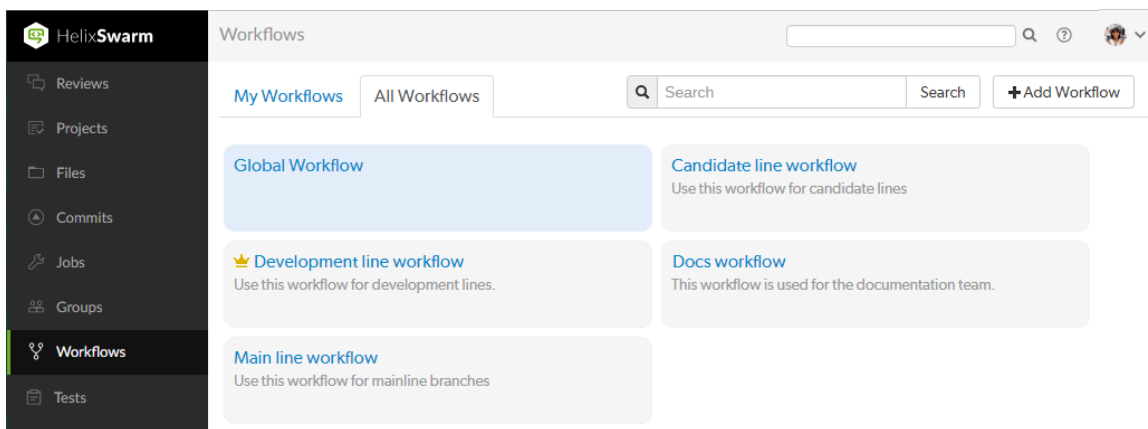 HelixSwarm
Workflows
Reviews
Projects
Files
Commits
Jobs
Groups
Workflows
Tests
My Workflows
All Workflows
Search
Search
+Add Workflow
Global Workflow
Candidate line workflow
Use this workflow for candidate lines
Development line workflow
Use this workflow for development lines.
Docs workflow
This workflow is used for the documentation team.
Main line workflow
Use this workflow for mainline branches